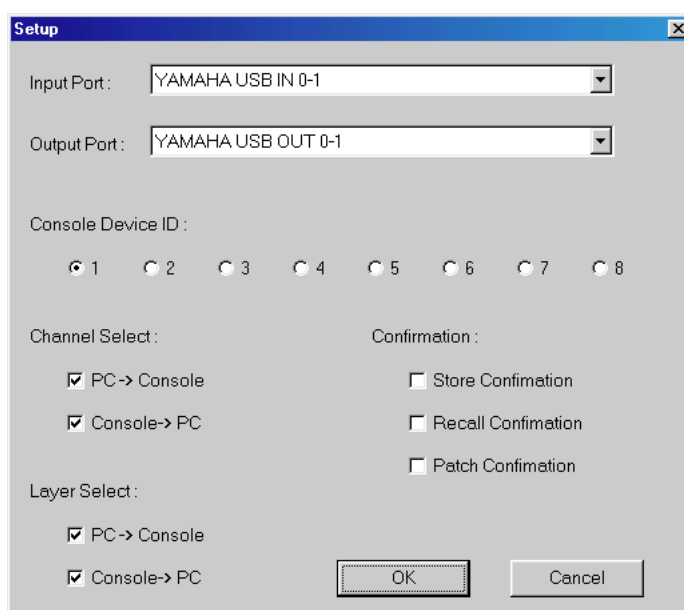 Setup
Input Port : YAMAHA USB IN 0-1
Output Port : YAMAHA USB OUT 0-1
Console Device ID :
1 2 3 4 5 6 7 8
Channel Select : Confirmation :
PC -> Console Store Confimation
Console-> PC Recall Confimation
Patch Confimation
Layer Select :
PC -> Console
Console-> PC OK Cancel